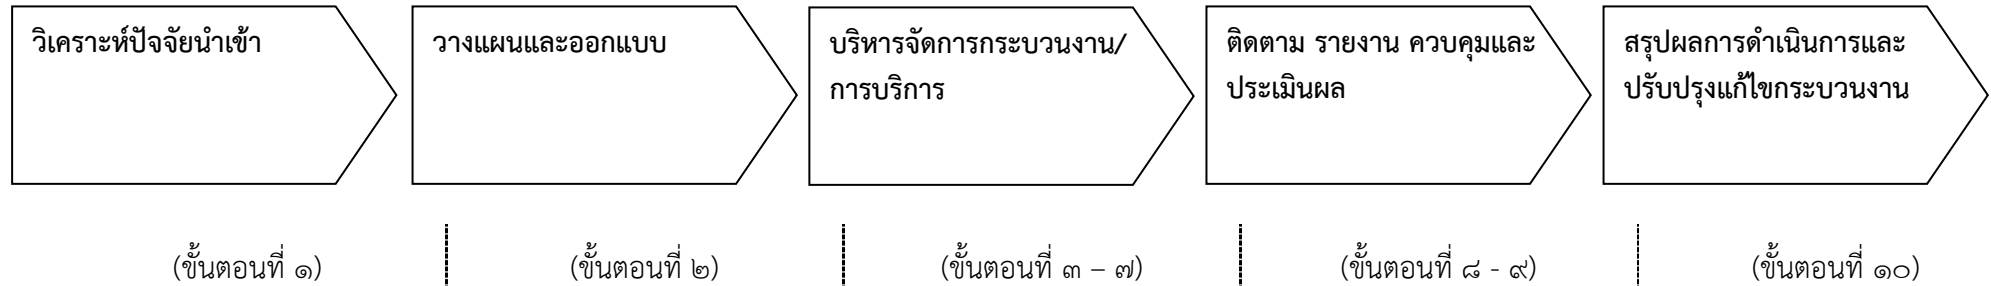 วิเคราะห์ปัจจัยนำเข้า
วางแผนและออกแบบ
บริหารจัดการกระบวนงาน/
การบริการ
ติดตาม รายงาน ควบคุมและ
ประเมินผล
สรุปผลการดำเนินการและ
ปรับปรุงแก้ไขกระบวนงาน
(ขั้นตอนที่ ๑)
(ขั้นตอนที่ ๒)
(ขั้นตอนที่ ๓ – ๗)
(ขั้นตอนที่ ๘ - ๙)
(ขั้นตอนที่ ๑๐)